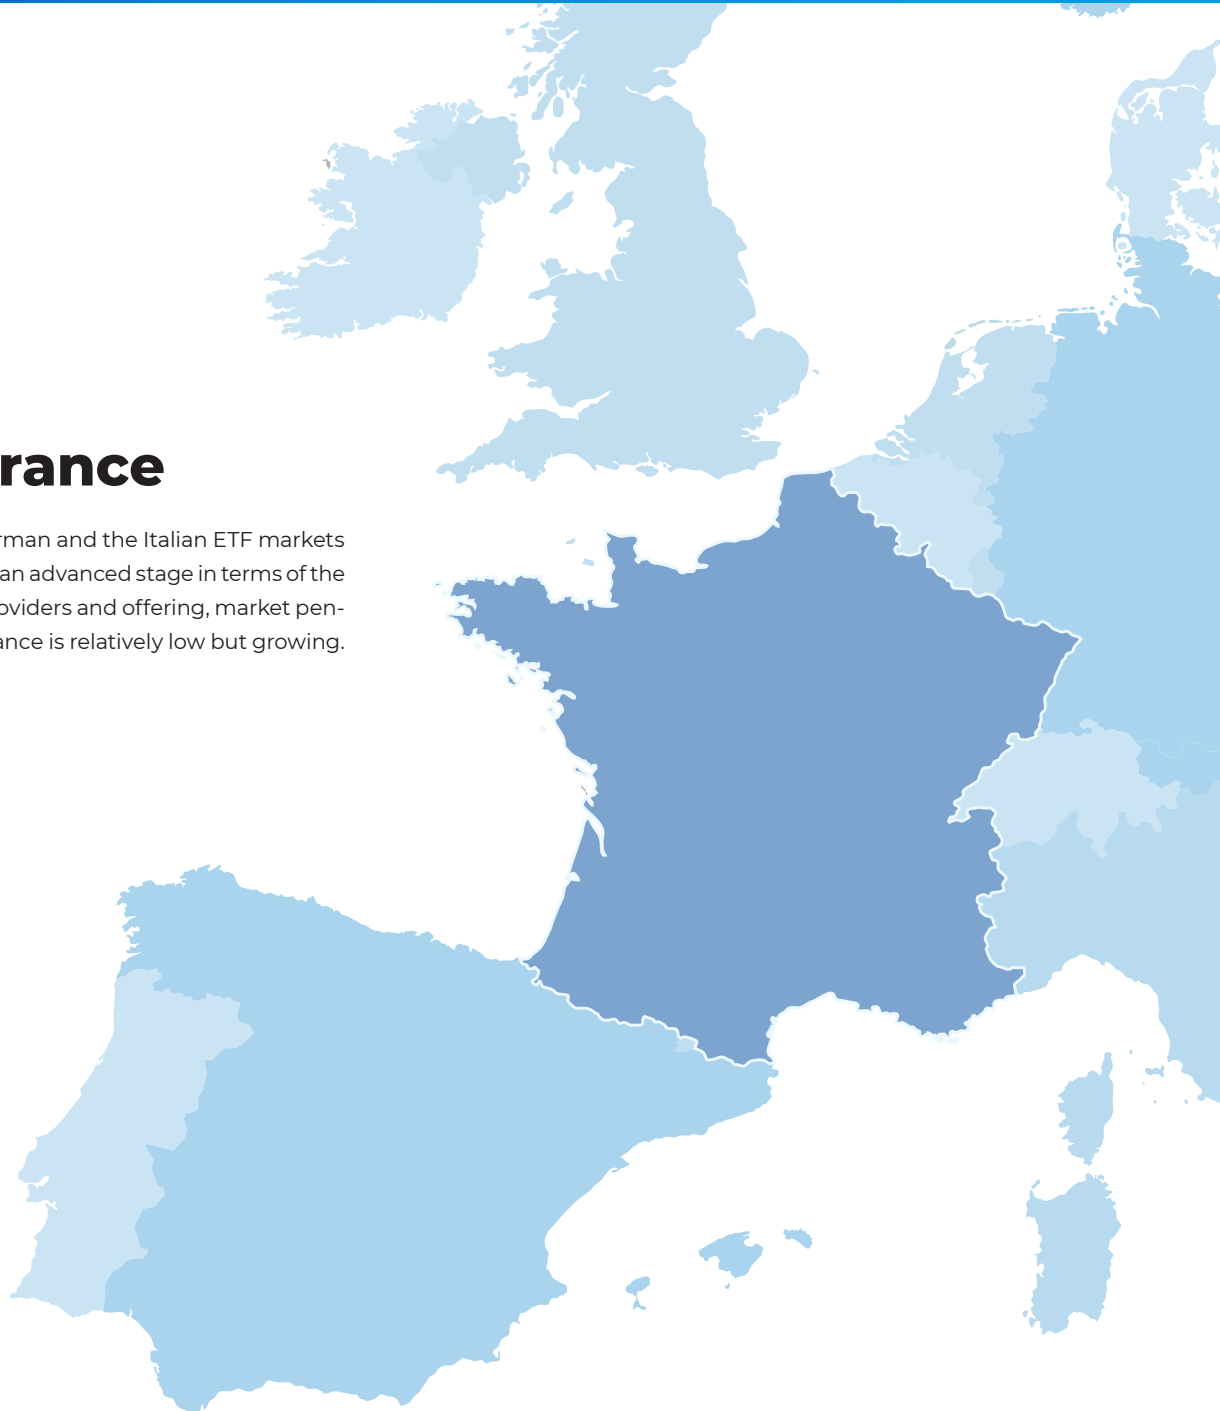 rance
rman and the Italian ETF markets
an advanced stage in terms of the
oviders and offering, market pen-
ance is relatively low but growing.